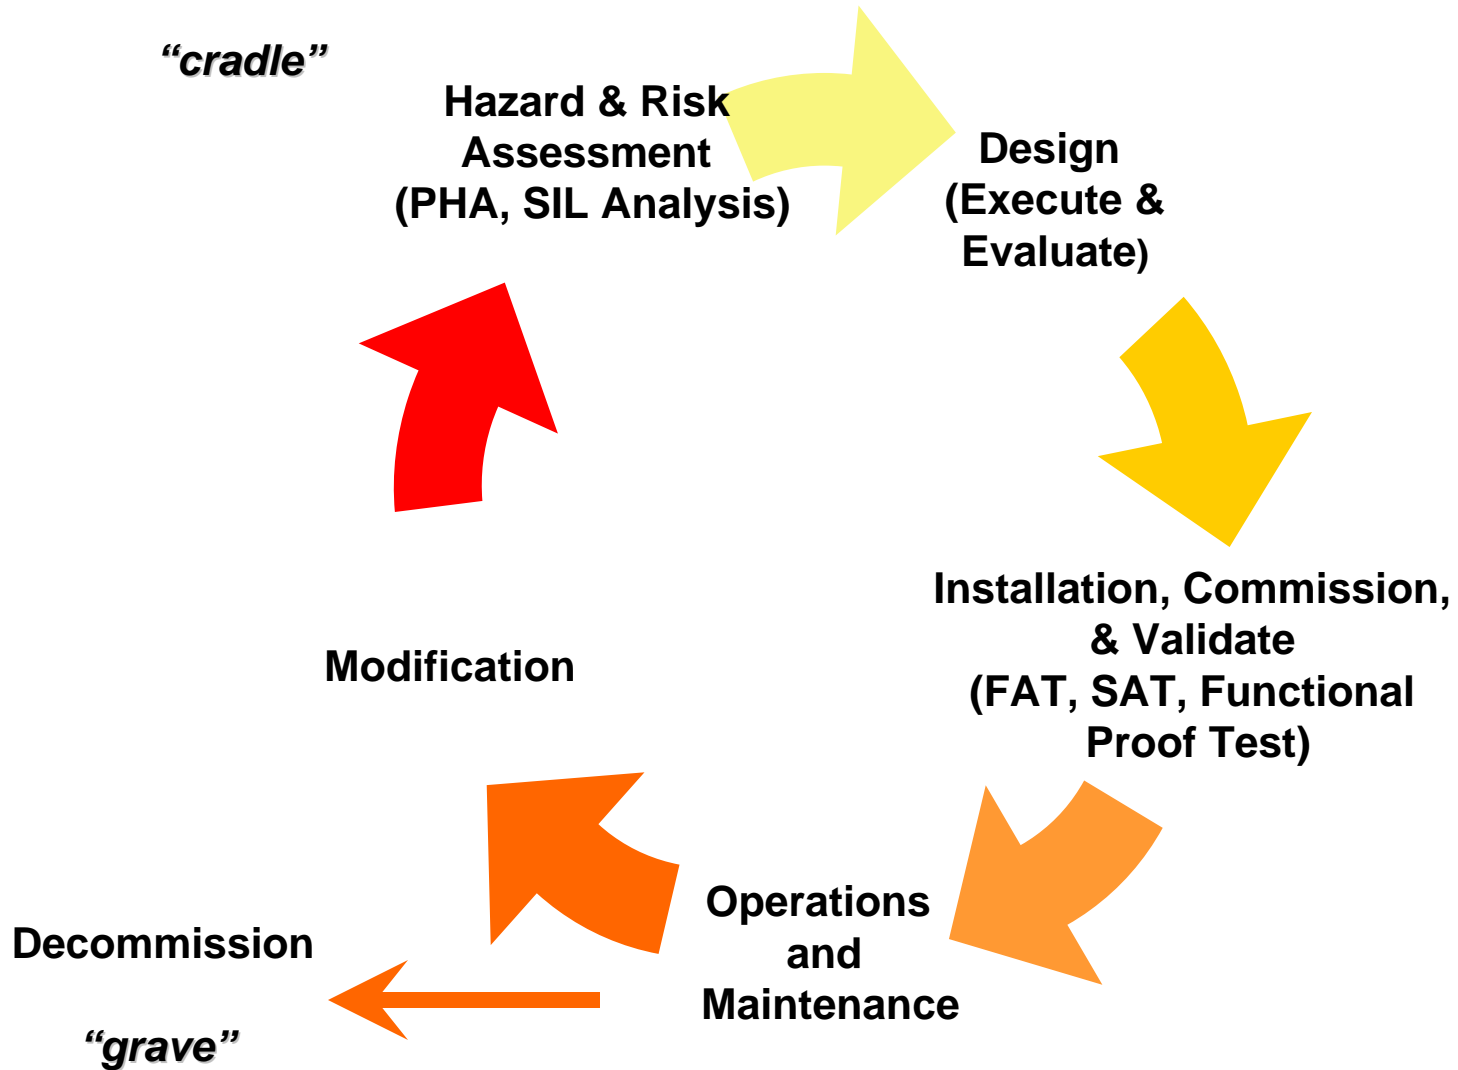 “cradle”
Hazard & Risk
Assessment
(PHA, SIL Analysis)
Design
(Execute &
Evaluate)
Installation, Commission,
& Validate
(FAT, SAT, Functional
Proof Test)
Operations
and
Maintenance
Modification
Decommission
“grave”